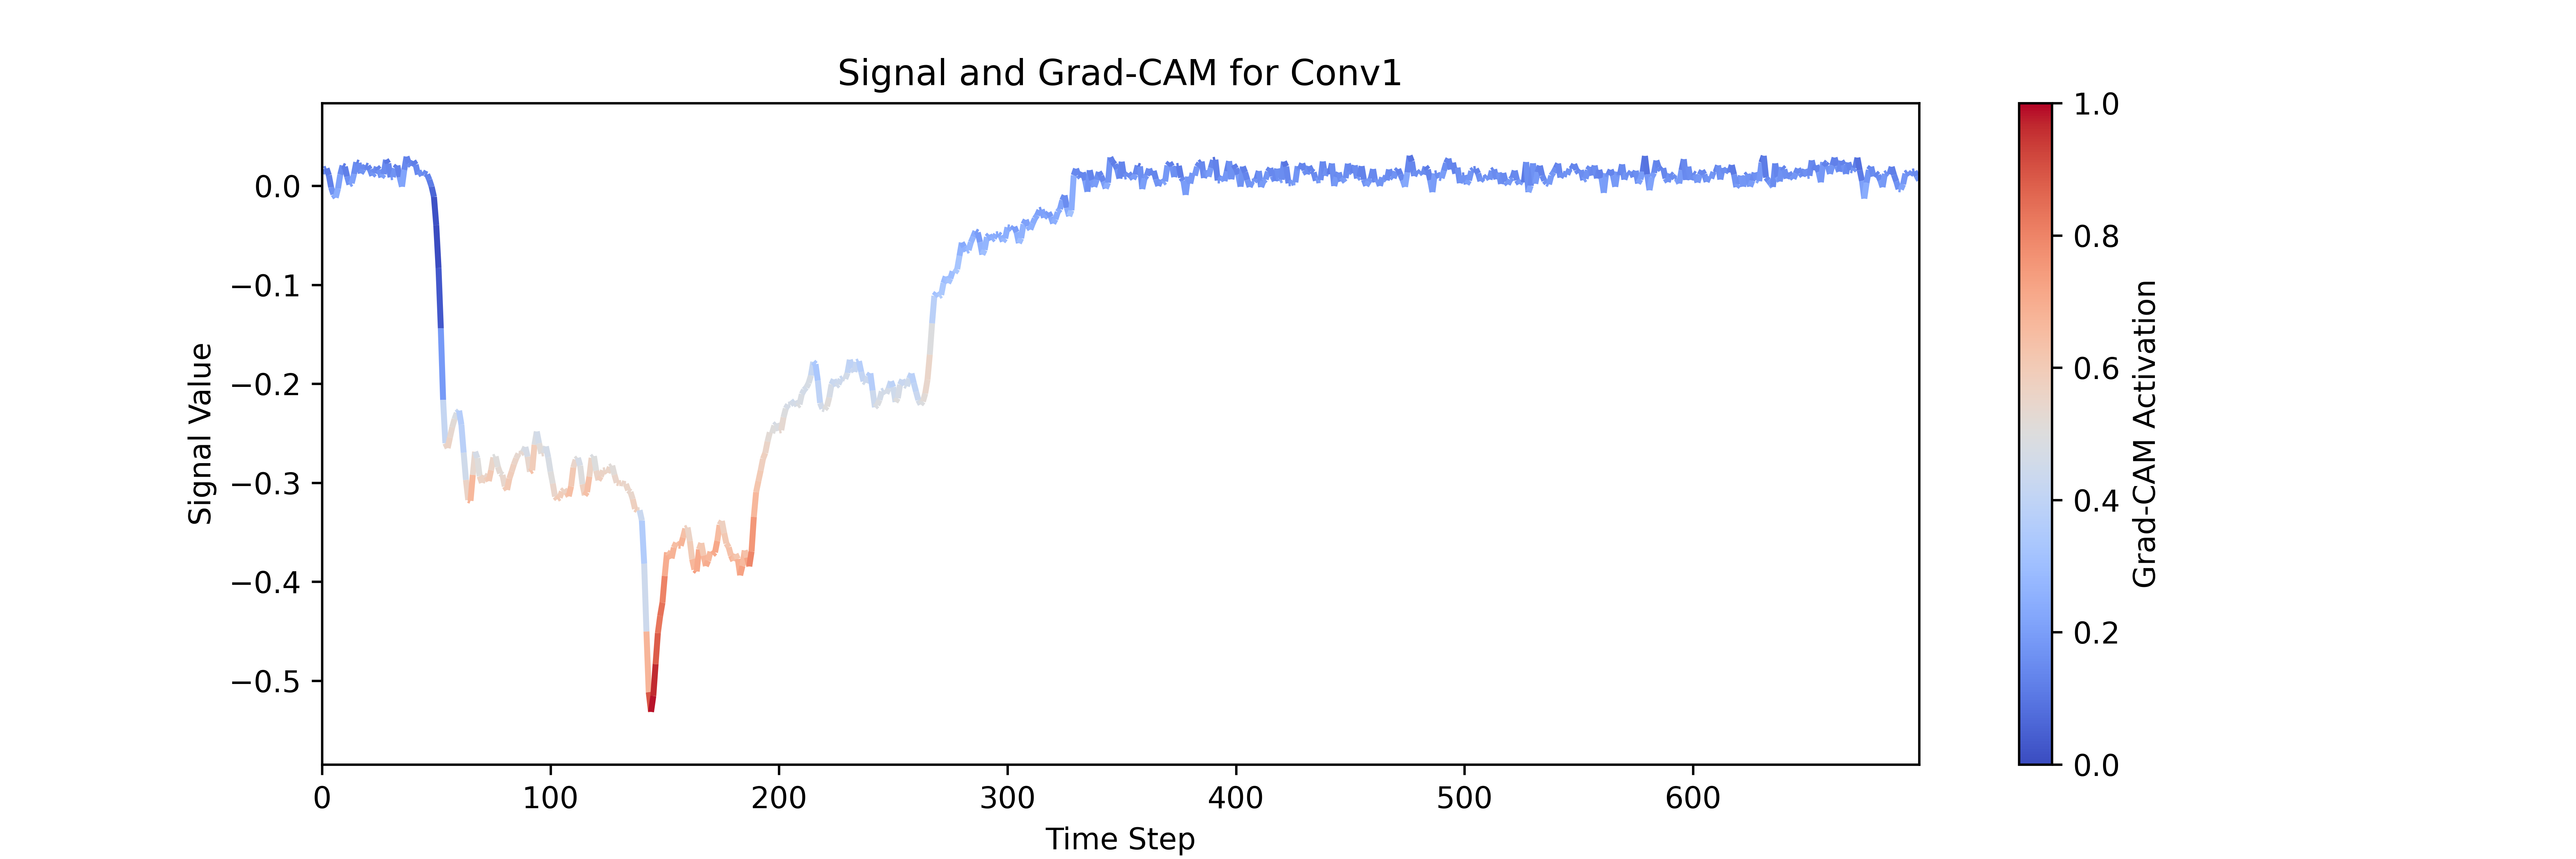 Signal and Grad-CAM for Conv1
Signal Value
0.0
−0.1
−0.2
−0.3
−0.4
−0.5
0 100 200 300 400 500 600
Time Step
1.0
0.8
0.6
0.4
0.2
0.0
Grad-CAM Activation